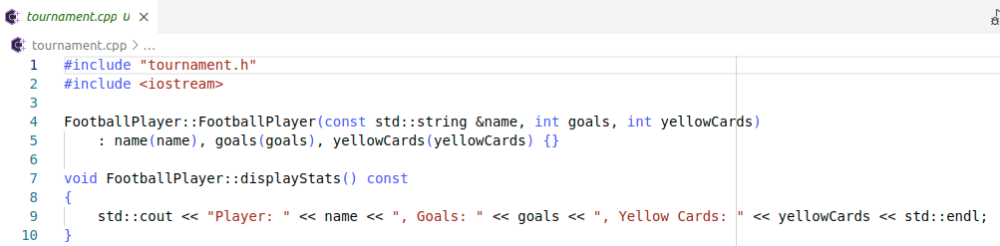 tournament.cpp U
tournament.cpp > ...
1 #include "tournament.h"
2 #include <iostream>
3
4 FootballPlayer::FootballPlayer(const std::string &name, int goals, int yellowCards)
5     : name(name), goals(goals), yellowCards(yellowCards) {}
6
7 void FootballPlayer::displayStats() const
8 {
9     std::cout << "Player: " << name << ", Goals: " << goals << ", Yellow Cards: " << yellowCards << std::endl;
10 }